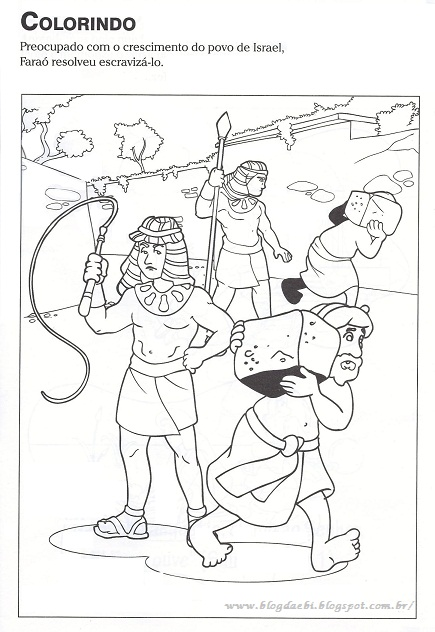 COLORINDO
Preocupado com o crescimento do povo de Israel,
Faraó resolveu escravizá-lo.
www.blogdaebi.blogspot.com.br/